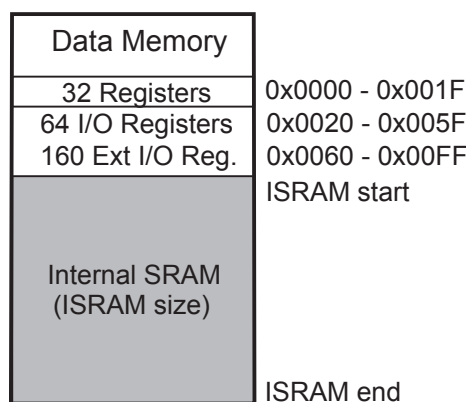 Data Memory
32 Registers 0x0000 - 0x001F
64 I/O Registers 0x0020 - 0x005F
160 Ext I/O Reg. 0x0060 - 0x00FF
ISRAM start
Internal SRAM
(ISRAM size)
ISRAM end